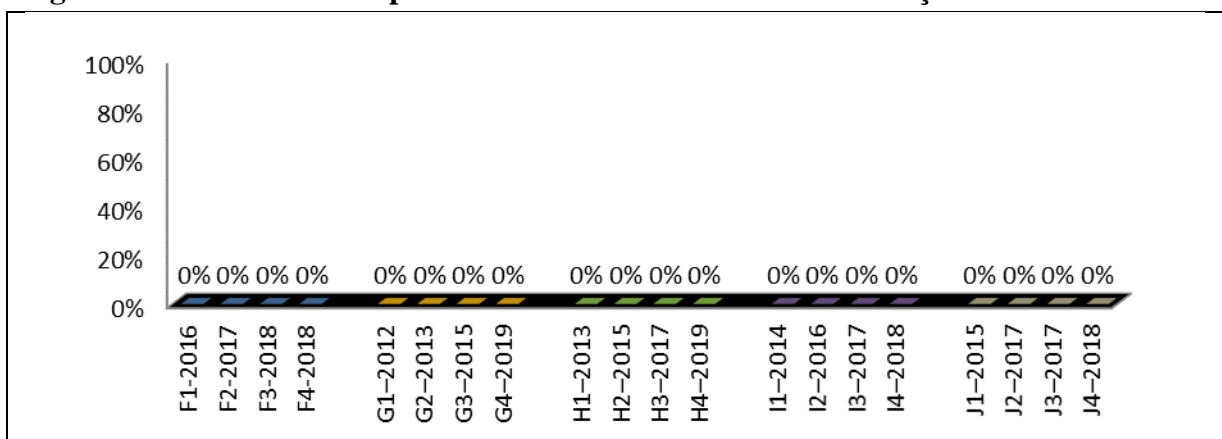 100%
80%
60%
40%
20%
0%
0% 0% 0% 0% 0% 0% 0% 0% 0% 0% 0% 0% 0% 0% 0% 0% 0% 0% 0% 0%
F1-2016
F2-2017
F3-2018
F4-2018
G1–2012
G2–2013
G3–2015
G4–2019
H1–2013
H2–2015
H3–2017
H4–2019
I1–2014
I2–2016
I3–2017
I4–2018
J1–2015
J2–2017
J3–2017
J4–2018